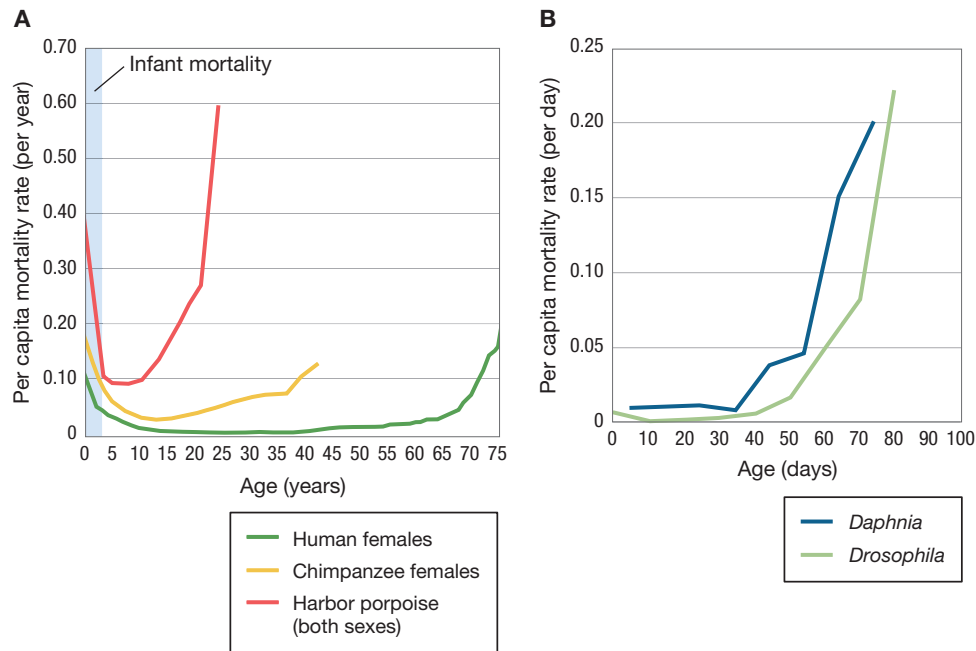 A
Per capita mortality rate (per year)
0.70
0.60
0.50
0.40
0.30
0.20
0.10
0
Infant mortality
0 5 10 15 20 25 30 35 40 45 50 55 60 65 70 75
Age (years)
Human females
Chimpanzee females
Harbor porpoise
(both sexes)
B
Per capita mortality rate (per day)
0.25
0.20
0.15
0.10
0.05
0
0 10 20 30 40 50 60 70 80 90 100
Age (days)
Daphnia
Drosophila